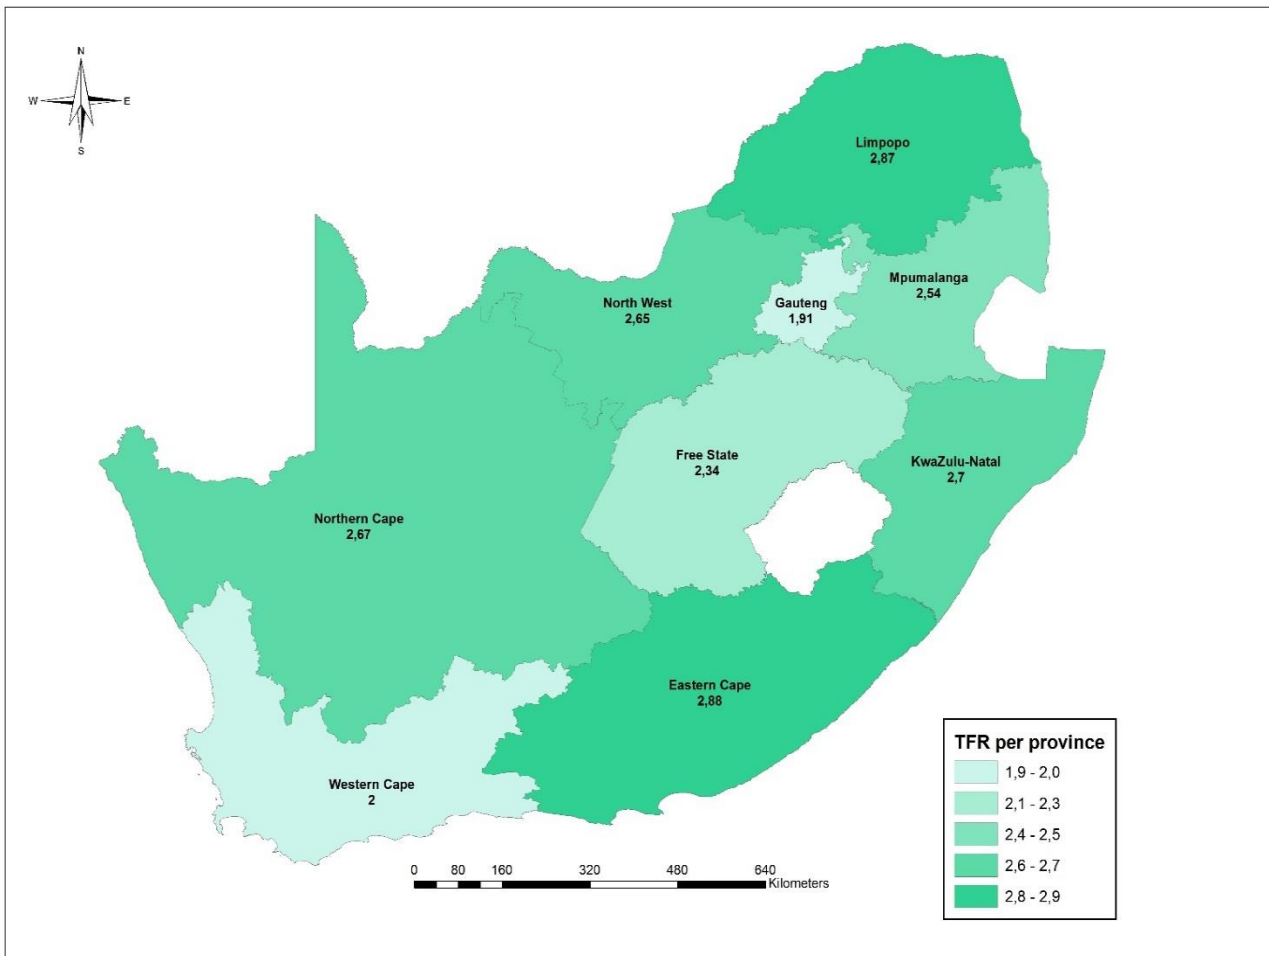 N
W E
S
Limpopo
2,87
Mpumalanga
2,54
North West
2,65
Gauteng
1,91
Free State
2,34
KwaZulu-Natal
2,7
Northern Cape
2,67
Eastern Cape
2,88
Western Cape
2
TFR per province
1,9 - 2,0
2,1 - 2,3
2,4 - 2,5
2,6 - 2,7
2,8 - 2,9
0 80 160 320 480 640
Kilometers